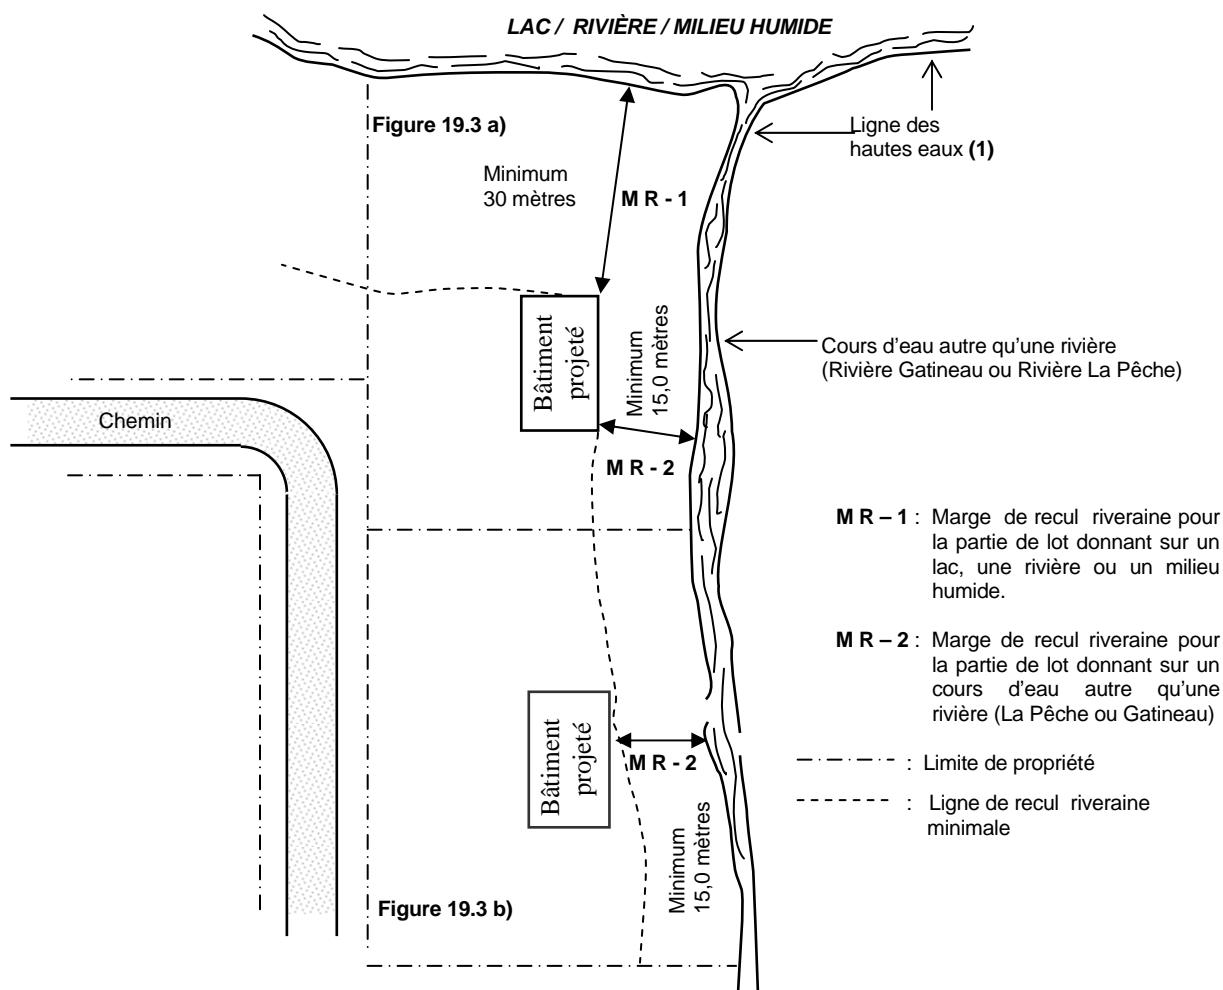 LAC / RIVIÈRE / MILIEU HUMIDE
Figure 19.3 a)
Ligne des
hautes eaux (1)
Minimum
30 mètres
M R - 1
Bâtiment
projeté
Minimum
15,0 mètres
Cours d'eau autre qu'une rivière
(Rivière Gatineau ou Rivière La Pêche)
Chemin
M R - 2
M R – 1 : Marge de recul riveraine pour
la partie de lot donnant sur un
lac, une rivière ou un milieu
humide.
M R – 2 : Marge de recul riveraine pour
la partie de lot donnant sur un
cours d'eau autre qu'une
rivière (La Pêche ou Gatineau)
Bâtiment
projeté
M R - 2
: Limite de propriété
: Ligne de recul riveraine
minimale
Minimum
15,0 mètres
Figure 19.3 b)